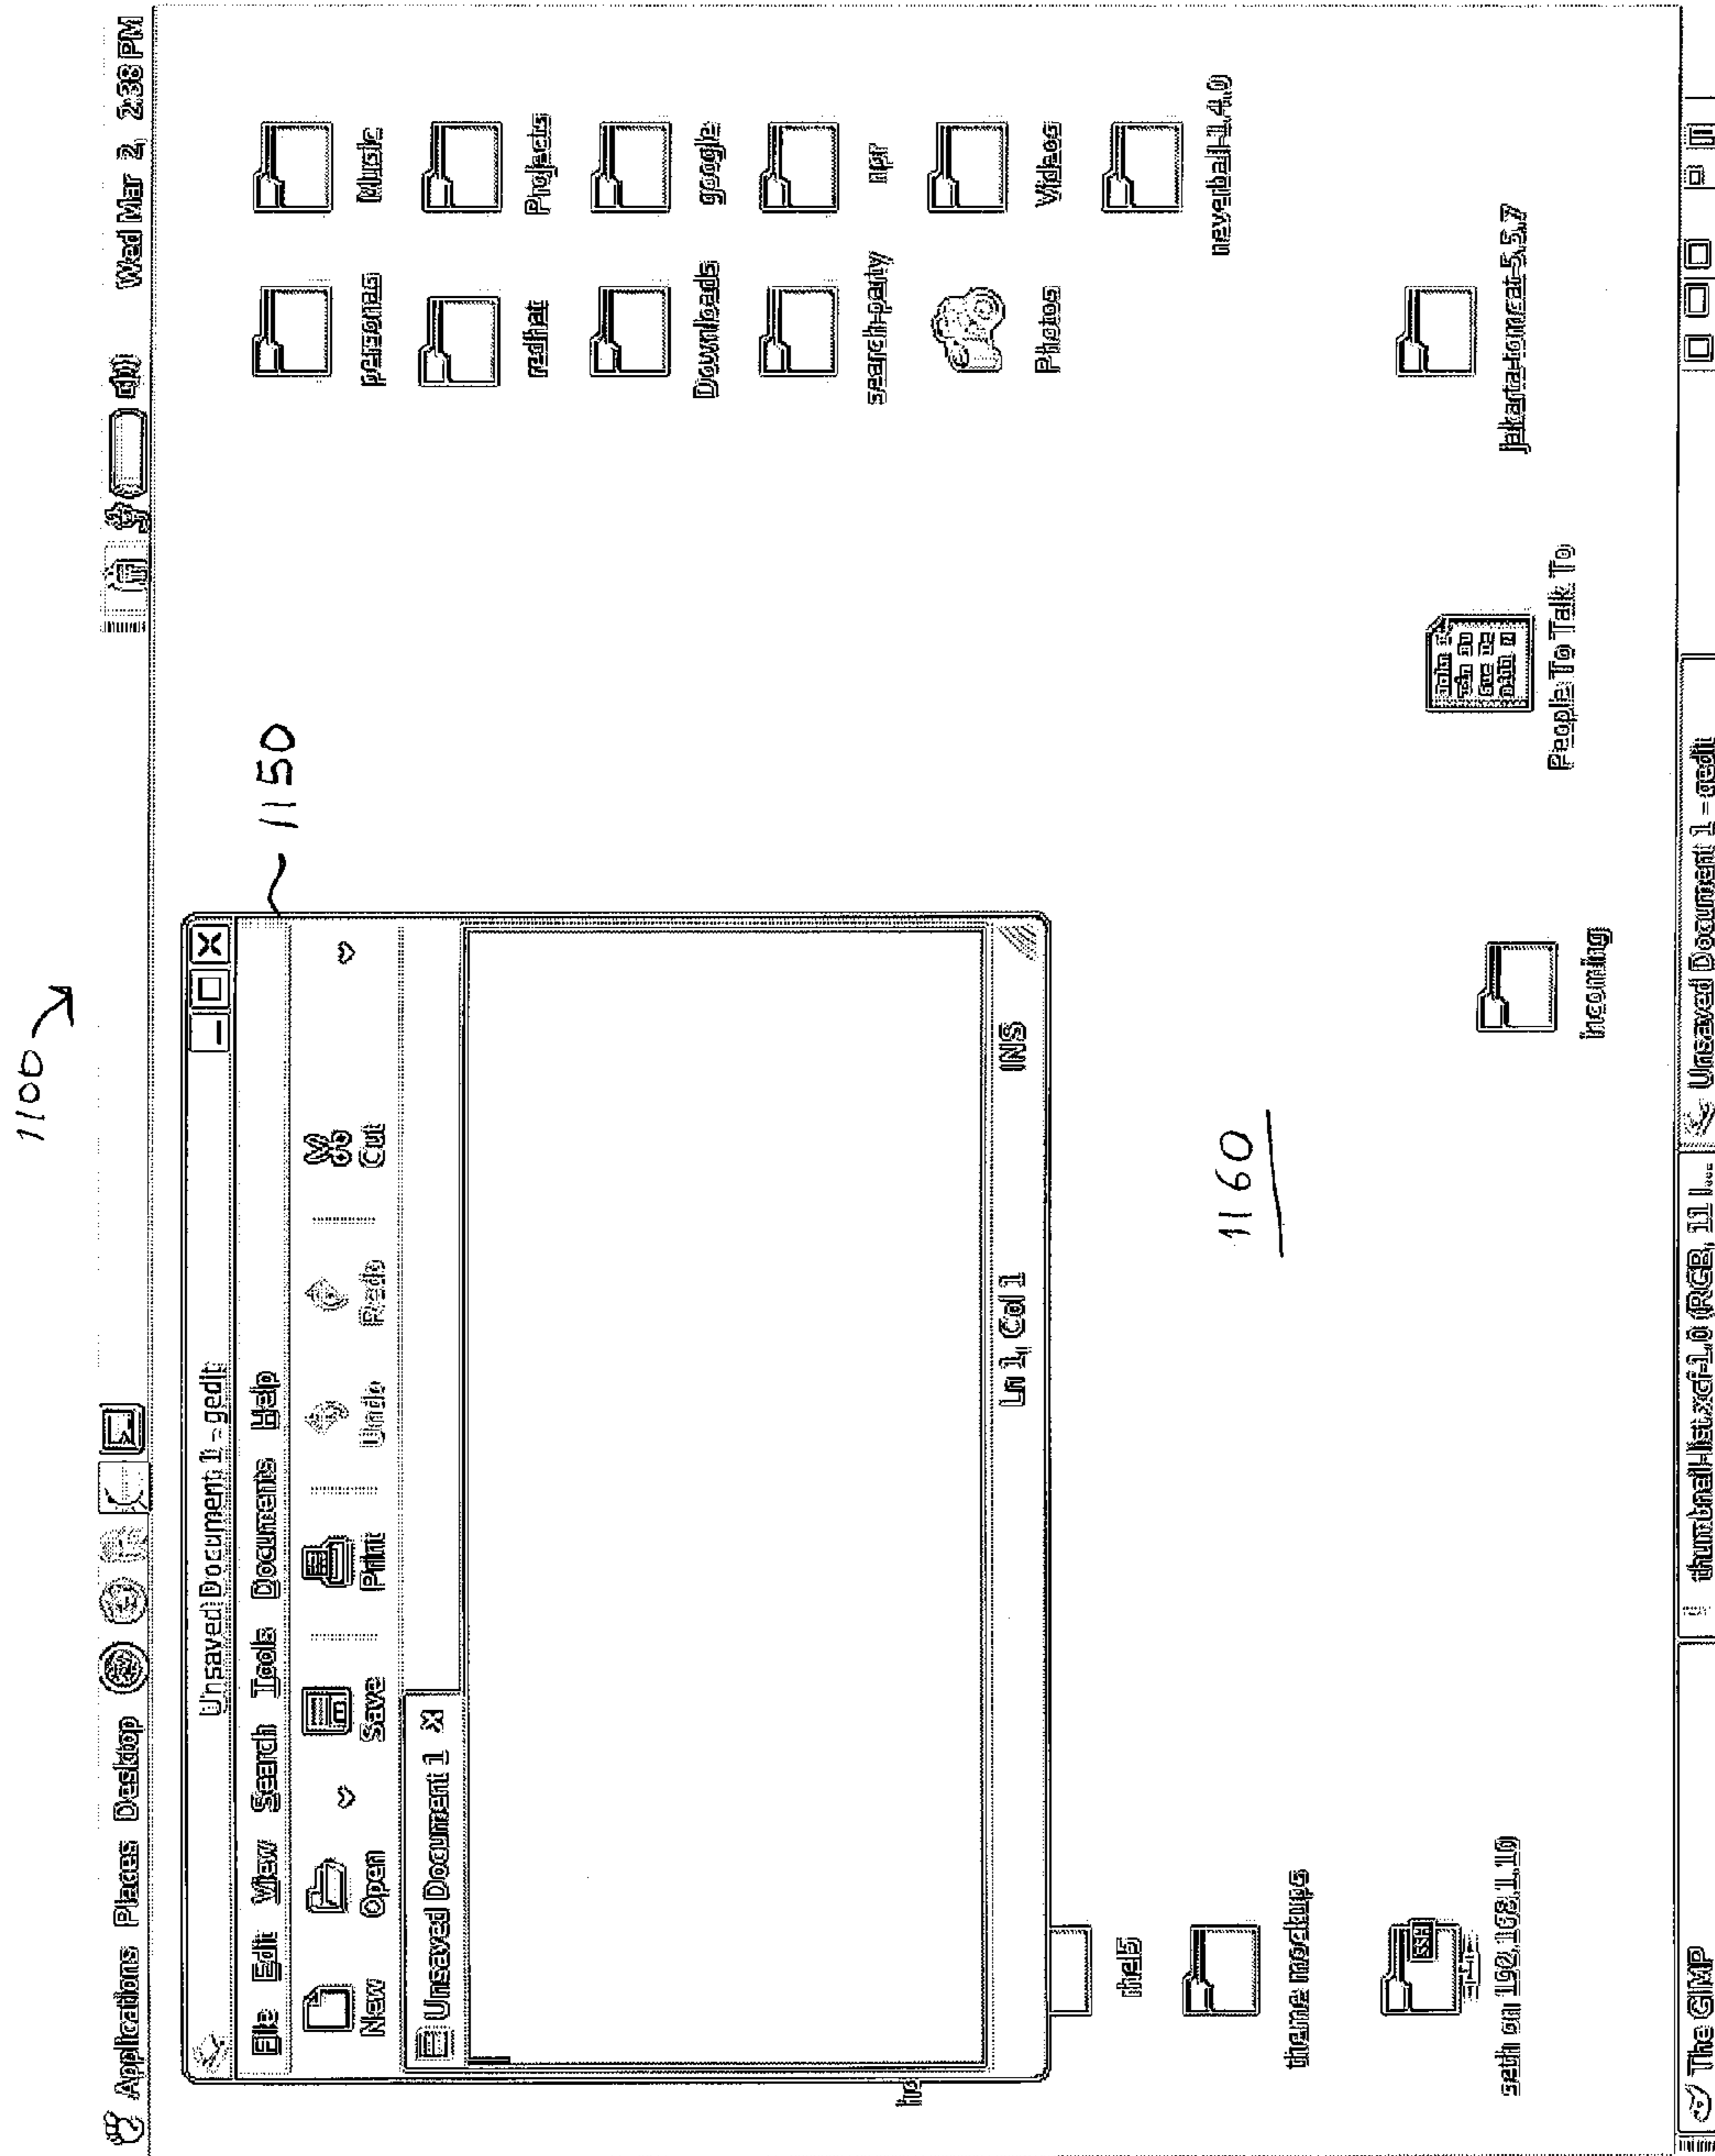 1100
Applications Places Desktop
Wed Mar 2, 2:38 PM
Unsaved Document 1 - gedit
1150
File Edit View Search Tools Documents Help
New Open Save Print Undo Redo Cut
Unsaved Document 1
Ln 1, Col 1 INS
personas Music
redhat Projects
Downloads google
search-party npr
Photos Videos
neverball-1.4.0
rhel5
1160
theme mockups
SSH
seth on 192.168.1.10
jakarta-tomcat-5.5.7
People To Talk To
incoming
The GIMP
thumbnail-list.xcf-1.0 (RGB, 11 l...
Unsaved Document 1 - gedit